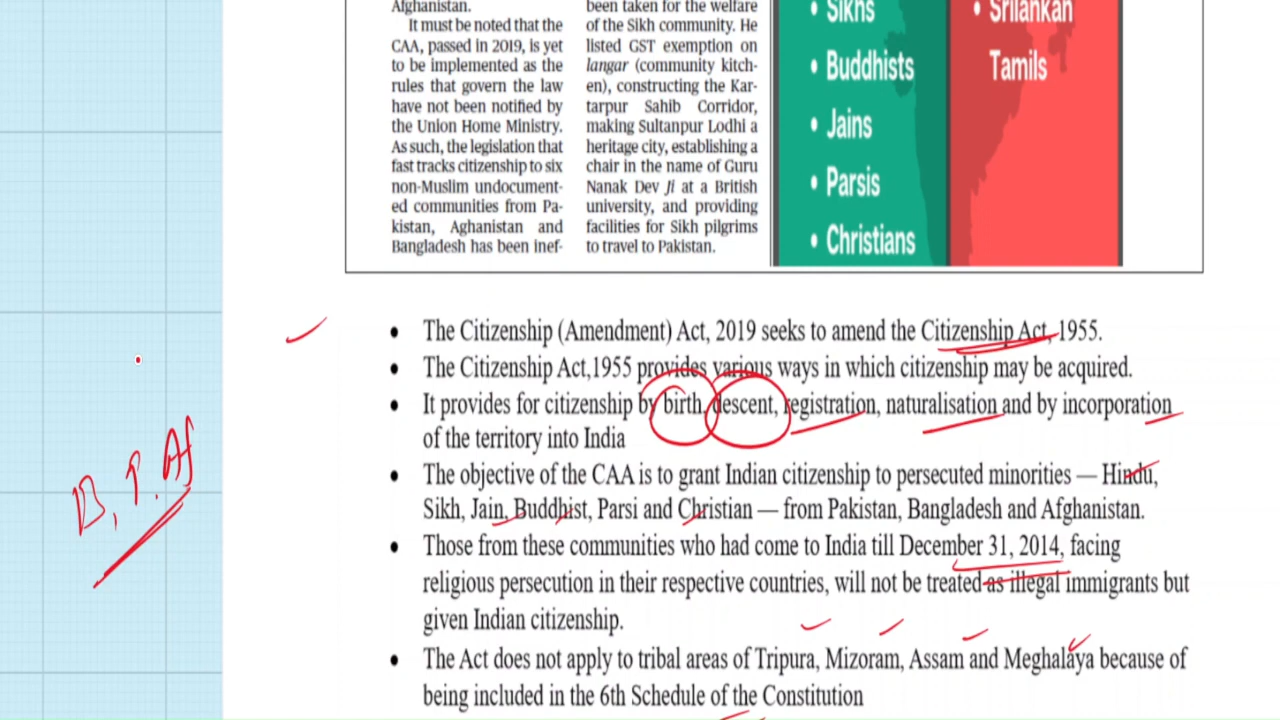 Afghanistan.
It must be noted that the
CAA, passed in 2019, is yet
to be implemented as the
rules that govern the law
have not been notified by
the Union Home Ministry.
As such, the legislation that
fast tracks citizenship to six
non-Muslim undocument-
ed communities from Pa-
kistan, Aghanistan and
Bangladesh has been inef-
been taken for the welfare
of the Sikh community. He
listed GST exemption on
langar (community kitch-
en), constructing the Kar-
tarpur Sahib Corridor,
making Sultanpur Lodhi a
heritage city, establishing a
chair in the name of Guru
Nanak Dev Ji at a British
university, and providing
facilities for Sikh pilgrims
to travel to Pakistan.
• Sikhs
• Buddhists
• Jains
• Parsis
• Christians
• Srilankan
Tamils
• The Citizenship (Amendment) Act, 2019 seeks to amend the Citizenship Act, 1955.
• The Citizenship Act,1955 provides various ways in which citizenship may be acquired.
• It provides for citizenship by birth, descent, registration, naturalisation and by incorporation
of the territory into India
• The objective of the CAA is to grant Indian citizenship to persecuted minorities — Hindu,
Sikh, Jain, Buddhist, Parsi and Christian — from Pakistan, Bangladesh and Afghanistan.
• Those from these communities who had come to India till December 31, 2014, facing
religious persecution in their respective countries, will not be treated as illegal immigrants but
given Indian citizenship.
• The Act does not apply to tribal areas of Tripura, Mizoram, Assam and Meghalaya because of
being included in the 6th Schedule of the Constitution
B, P. Af